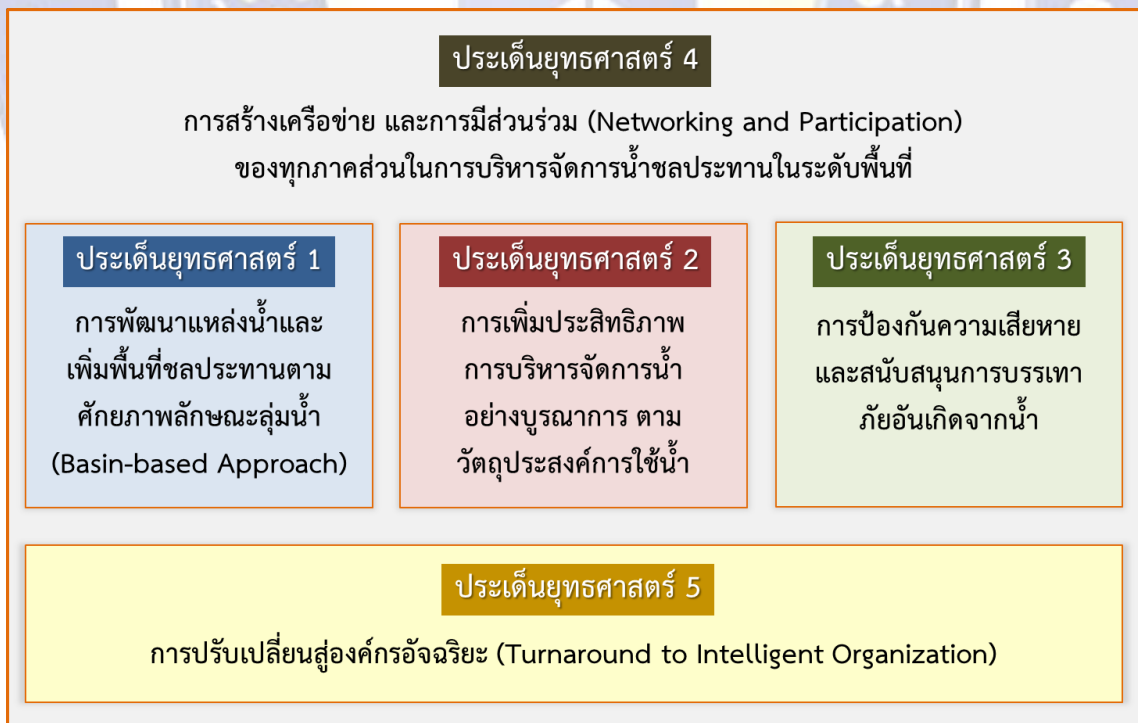 ประเด็นยุทธศาสตร์ 4
การสร้างเครือข่าย และการมีส่วนร่วม (Networking and Participation)
ของทุกภาคส่วนในการบริหารจัดการน้ำชลประทานในระดับพื้นที่
ประเด็นยุทธศาสตร์ 1
การพัฒนาแหล่งน้ำและ
เพิ่มพื้นที่ชลประทานตาม
ศักยภาพลักษณะลุ่มน้ำ
(Basin-based Approach)
ประเด็นยุทธศาสตร์ 2
การเพิ่มประสิทธิภาพ
การบริหารจัดการน้ำ
อย่างบูรณาการ ตาม
วัตถุประสงค์การใช้น้ำ
ประเด็นยุทธศาสตร์ 3
การป้องกันความเสียหาย
และสนับสนุนการบรรเทา
ภัยอันเกิดจากน้ำ
ประเด็นยุทธศาสตร์ 5
การปรับเปลี่ยนสู่องค์กรอัจฉริยะ (Turnaround to Intelligent Organization)